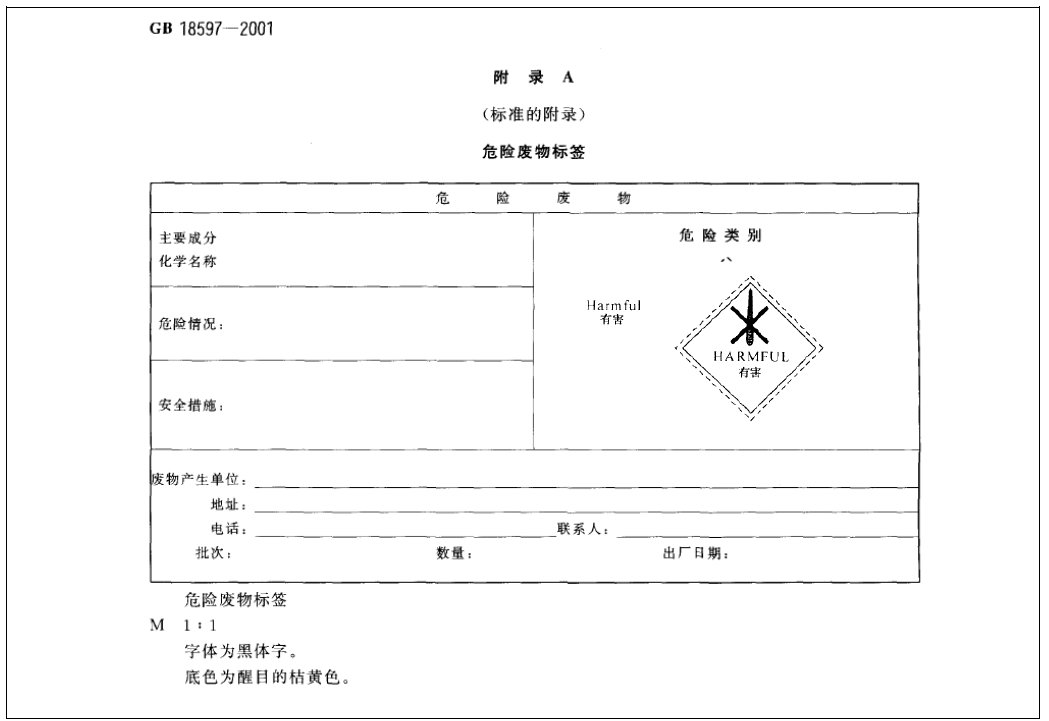 GB 18597—2001
附 录 A
（标准的附录）
危险废物标签
危 险 废 物
主要成分
化学名称
危险类别
Harmful
有害
HARMFUL
有害
危险情况：
安全措施：
废物产生单位：
地址：
电话： 联系人：
批次： 数量： 出厂日期：
危险废物标签
M 1：1
字体为黑体字。
底色为醒目的枯黄色。